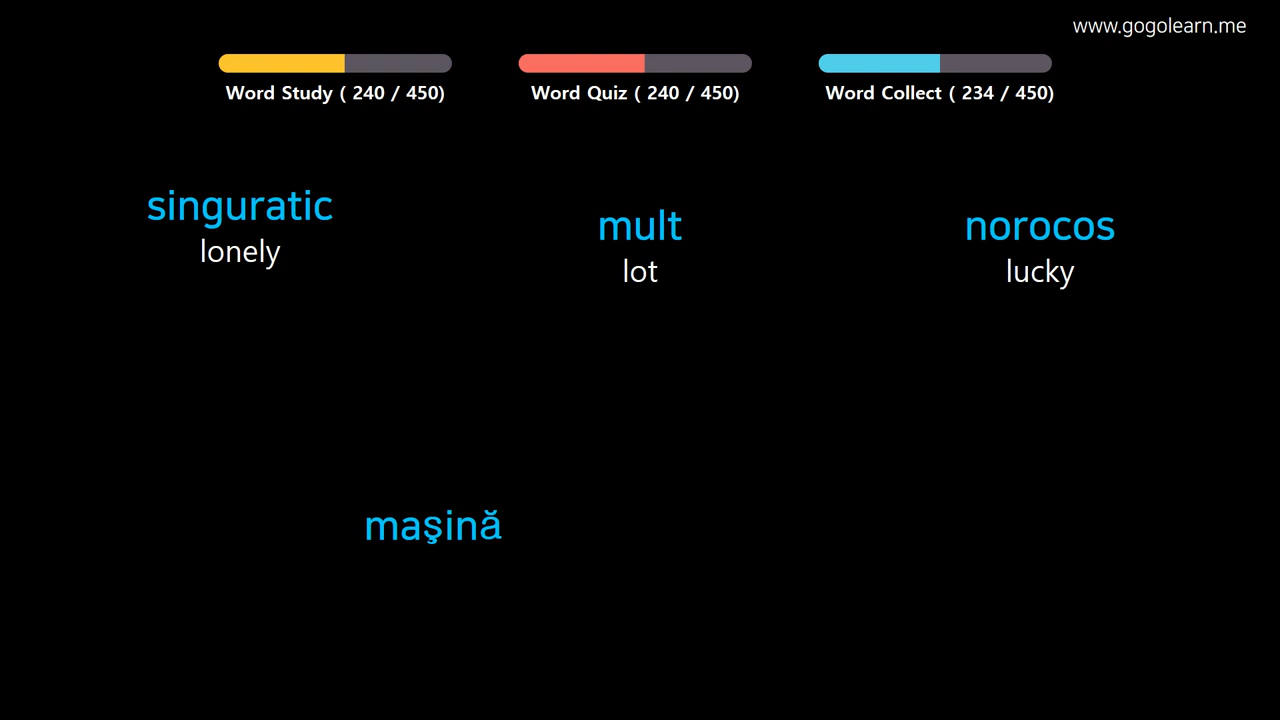 www.gogolearn.me
Word Study ( 240 / 450)
Word Quiz ( 240 / 450)
Word Collect ( 234 / 450)
singuratic
lonely
mult
lot
norocos
lucky
maşină